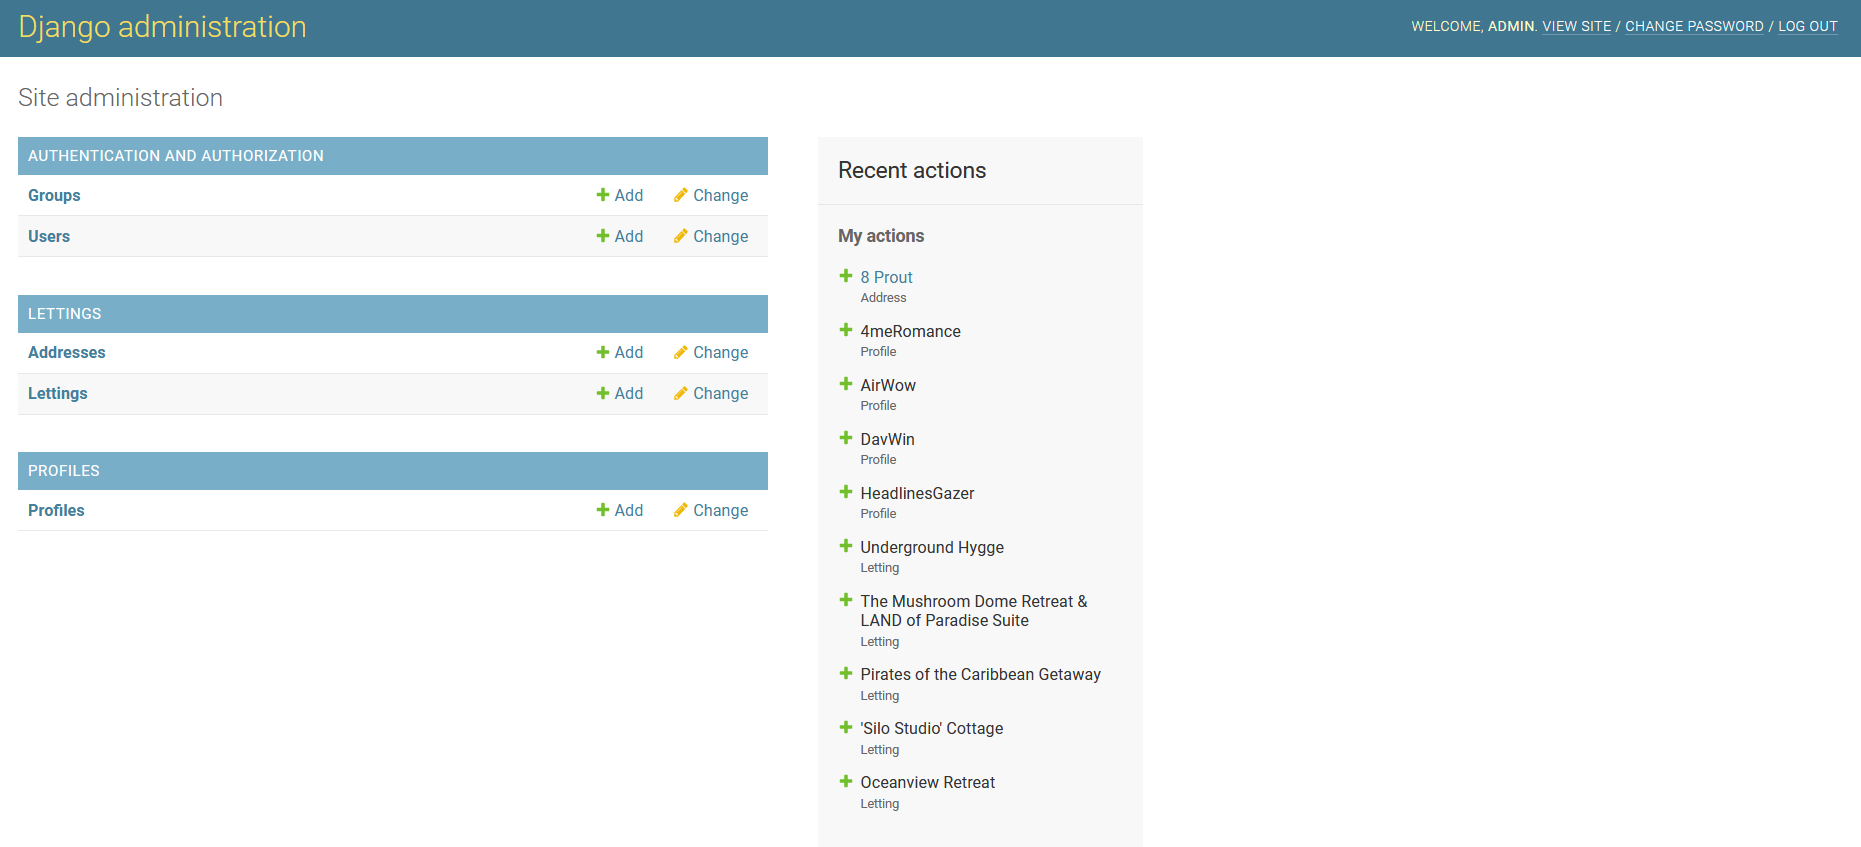 Django administration
WELCOME, ADMIN. VIEW SITE / CHANGE PASSWORD / LOG OUT
Site administration
AUTHENTICATION AND AUTHORIZATION
Groups Add Change
Users Add Change
LETTINGS
Addresses Add Change
Lettings Add Change
PROFILES
Profiles Add Change
Recent actions
My actions
8 Prout
Address
4meRomance
Profile
AirWow
Profile
DavWin
Profile
HeadlinesGazer
Profile
Underground Hygge
Letting
The Mushroom Dome Retreat &
LAND of Paradise Suite
Letting
Pirates of the Caribbean Getaway
Letting
'Silo Studio' Cottage
Letting
Oceanview Retreat
Letting